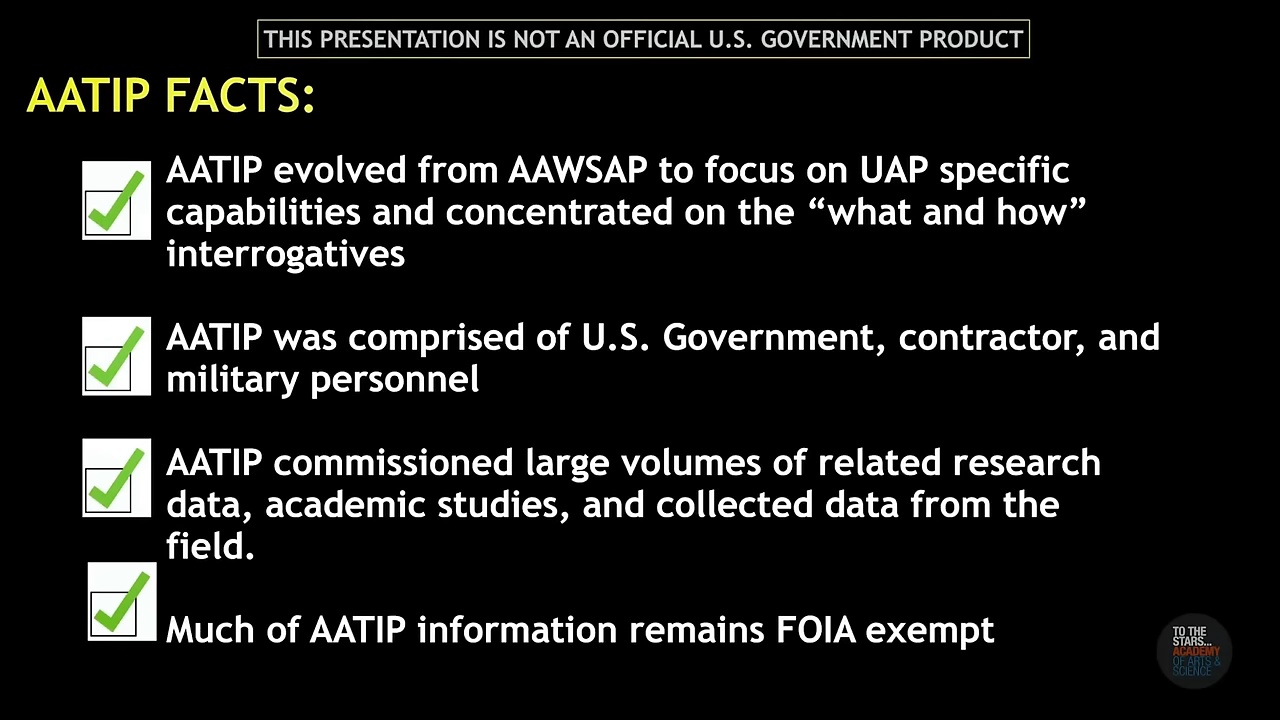 THIS PRESENTATION IS NOT AN OFFICIAL U.S. GOVERNMENT PRODUCT
AATIP FACTS:
AATIP evolved from AAWSAP to focus on UAP specific
capabilities and concentrated on the “what and how”
interrogatives
AATIP was comprised of U.S. Government, contractor, and
military personnel
AATIP commissioned large volumes of related research
data, academic studies, and collected data from the
field.
Much of AATIP information remains FOIA exempt
TO THE
STARS...
ACADEMY
OF ARTS &
SCIENCE